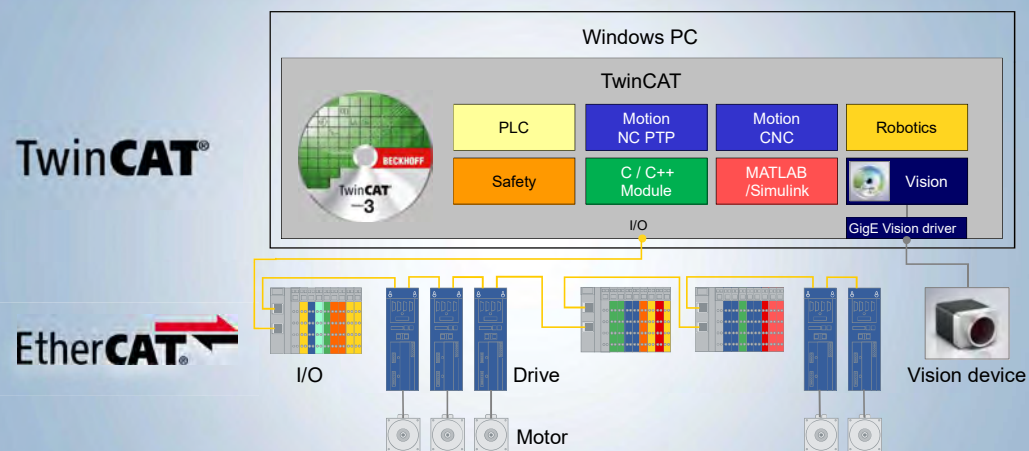 Windows PC
TwinCAT
TwinCAT®
BECKHOFF
TwinCAT
3
PLC
Motion
NC PTP
Motion
CNC
Robotics
Safety
C / C++
Module
MATLAB
/Simulink
Vision
I/O
GigE Vision driver
EtherCAT®
I/O
Drive
Vision device
Motor